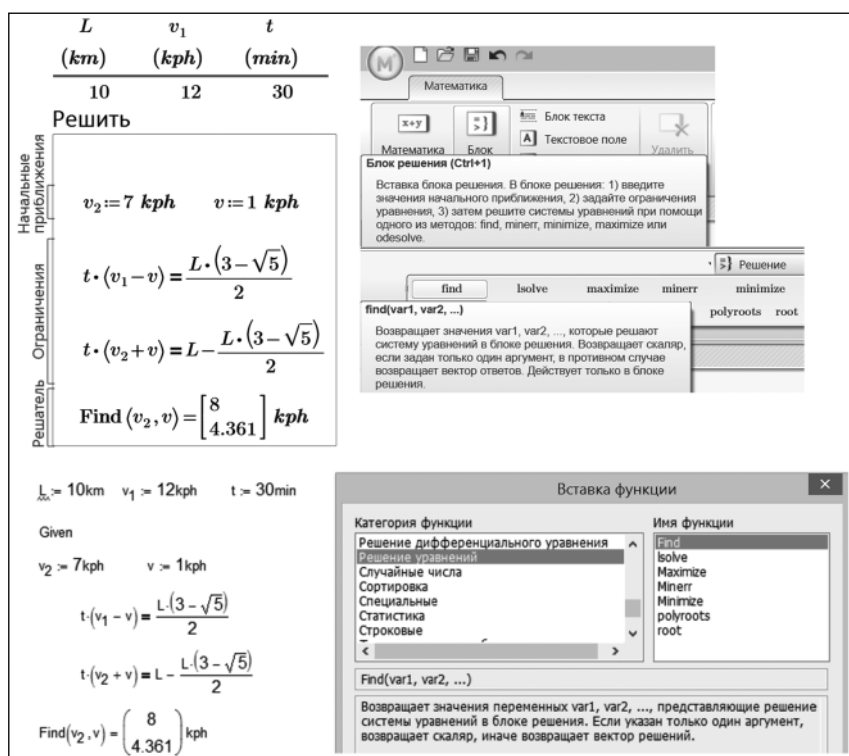 L v₁ t
(km) (kph) (min)
10 12 30
Решить
Начальные приближения
v₂:=7 kph v:=1 kph
Ограничения
t·(v₁−v)=L·(3−√5)/2
t·(v₂+v)=L−L·(3−√5)/2
Решатель
Find(v₂,v)=[8 4.361] kph
Математика
x+y
Математика
Блок
Блок текста
A Текстовое поле
Удалить
Блок решения (Ctrl+1)
Вставка блока решения. В блоке решения: 1) введите
значения начального приближения, 2) задайте ограничения
уравнения, 3) затем решите системы уравнений при помощи
одного из методов: find, minerr, minimize, maximize или
odesolve.
Решение
find lsolve maximize minerr minimize
polyroots root
find(var1, var2, ...)
Возвращает значения var1, var2, ..., которые решают
систему уравнений в блоке решения. Возвращает скаляр,
если задан только один аргумент, в противном случае
возвращает вектор ответов. Действует только в блоке
решения.
L := 10km v₁ := 12kph t := 30min
Given
v₂ := 7kph v := 1kph
t·(v₁ − v) = L·(3 − √5)/2
t·(v₂ + v) = L − L·(3 − √5)/2
Find(v₂,v) = (8 4.361) kph
Вставка функции
Категория функции
Решение дифференциального уравнения
Решение уравнений
Случайные числа
Сортировка
Специальные
Статистика
Строковые
Имя функции
Find
lsolve
Maximize
Minerr
Minimize
polyroots
root
Find(var1, var2, ...)
Возвращает значения переменных var1, var2, ..., представляющие решение
системы уравнений в блоке решения. Если указан только один аргумент,
возвращает скаляр, иначе возвращает вектор решений.